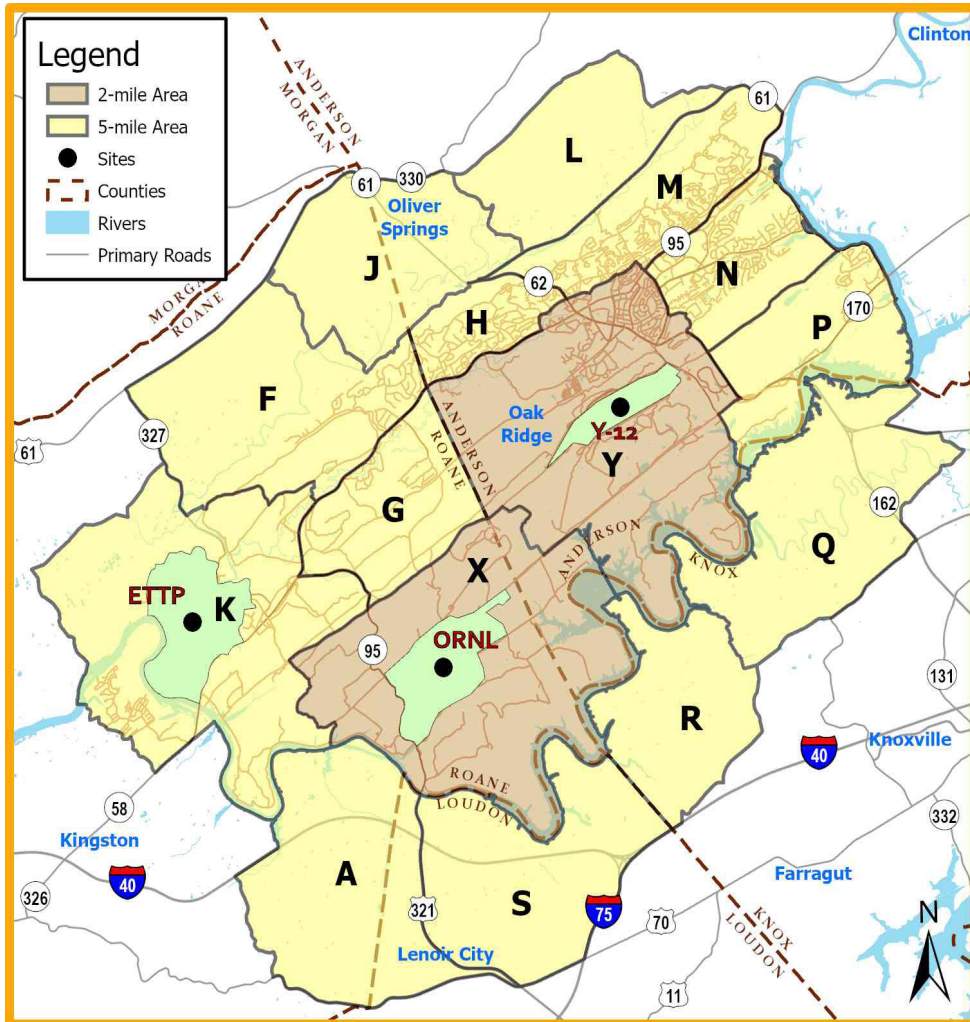 Legend
2-mile Area
5-mile Area
Sites
Counties
Rivers
Primary Roads
Clinton
ANDERSON
MORGAN
61
L
61
330
Oliver
Springs
M
95
N
J
62
MORGAN
ROANE
H
170
P
F
Oak
Ridge
Y-12
ANDERSON
ROANE
327
61
Y
G
162
Q
X
ANDERSON
KNOX
ETTP
K
ORNL
95
131
R
Knoxville
40
ROANE
LOUDON
58
Kingston
40
326
332
A
Farragut
S
321
75
70
KNOX
LOUDON
N
Lenoir City
11